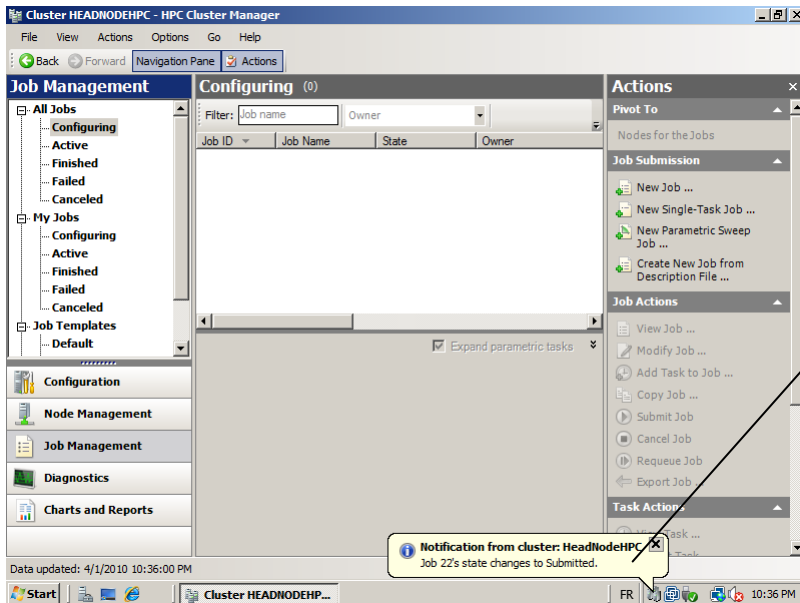 Cluster HEADNODEHPC - HPC Cluster Manager
File View Actions Options Go Help
Back Forward Navigation Pane Actions
Job Management
All Jobs
Configuring
Active
Finished
Failed
Canceled
My Jobs
Configuring
Active
Finished
Failed
Canceled
Job Templates
Default
Configuration
Node Management
Job Management
Diagnostics
Charts and Reports
Configuring (0)
Filter: Job name Owner
Job ID Job Name State Owner
Expand parametric tasks
Actions
Pivot To
Nodes for the Jobs
Job Submission
New Job ...
New Single-Task Job ...
New Parametric Sweep
Job ...
Create New Job from
Description File ...
Job Actions
View Job ...
Modify Job ...
Add Task to Job ...
Copy Job ...
Submit Job
Cancel Job
Requeue Job
Export Job ..
Task Actions
View Task ...
Notification from cluster: HeadNodeHPC
Job 22's state changes to Submitted.
Data updated: 4/1/2010 10:36:00 PM
Start Cluster HEADNODEHP... FR 10:36 PM